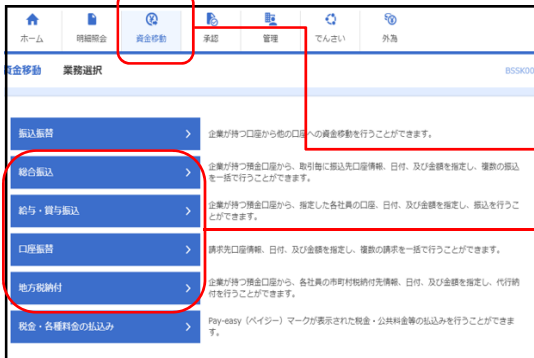 ホーム 明細照会 資金移動 承認 管理 でんさい 外為
資金移動 業務選択 BSSK00
振込振替 企業が持つ口座から他の口座への資金移動を行うことができます。
総合振込 企業が持つ預金口座から、取引毎に振込先口座情報、日付、及び金額を指定し、複数の振込
を一括で行うことができます。
給与・賞与振込 企業が持つ預金口座から、指定した各社員の口座、日付、及び金額を指定し、振込を行うこ
とができます。
口座振替 請求先口座情報、日付、及び金額を指定し、複数の請求を一括で行うことができます。
地方税納付 企業が持つ預金口座から、各社員の市町村税納付先情報、日付、及び金額を指定し、代行納
付を行うことができます。
税金・各種料金の払込み Pay-easy（ペイジー）マークが表示された税金・公共料金等の払込みを行うことができま
す。